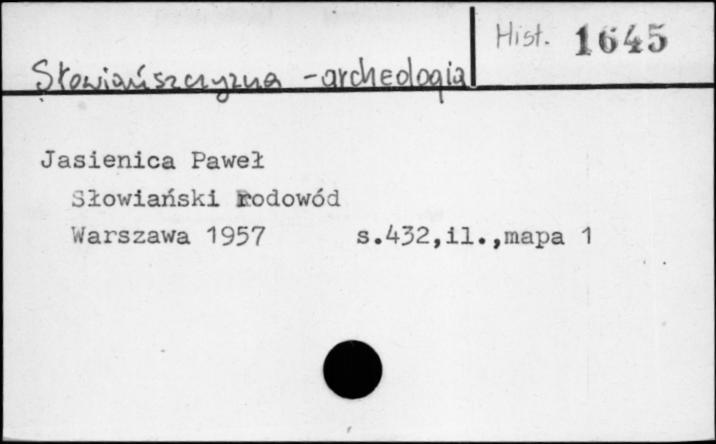 Hist. 1645
Słowiańszczyzna - archeologia
Jasienica Paweł
Słowiański rodowód
Warszawa 1957 s.432,il.,mapa 1